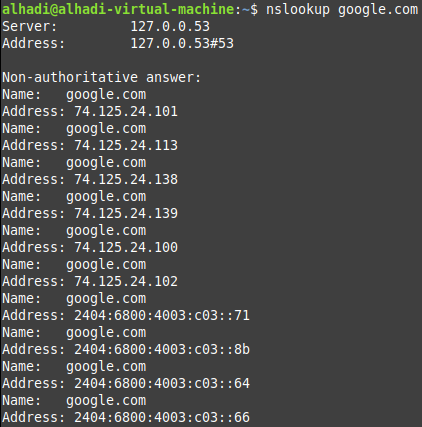 alhadi@alhadi-virtual-machine:~$ nslookup google.com
Server:		127.0.0.53
Address:	127.0.0.53#53

Non-authoritative answer:
Name:	google.com
Address: 74.125.24.101
Name:	google.com
Address: 74.125.24.113
Name:	google.com
Address: 74.125.24.138
Name:	google.com
Address: 74.125.24.139
Name:	google.com
Address: 74.125.24.100
Name:	google.com
Address: 74.125.24.102
Name:	google.com
Address: 2404:6800:4003:c03::71
Name:	google.com
Address: 2404:6800:4003:c03::8b
Name:	google.com
Address: 2404:6800:4003:c03::64
Name:	google.com
Address: 2404:6800:4003:c03::66